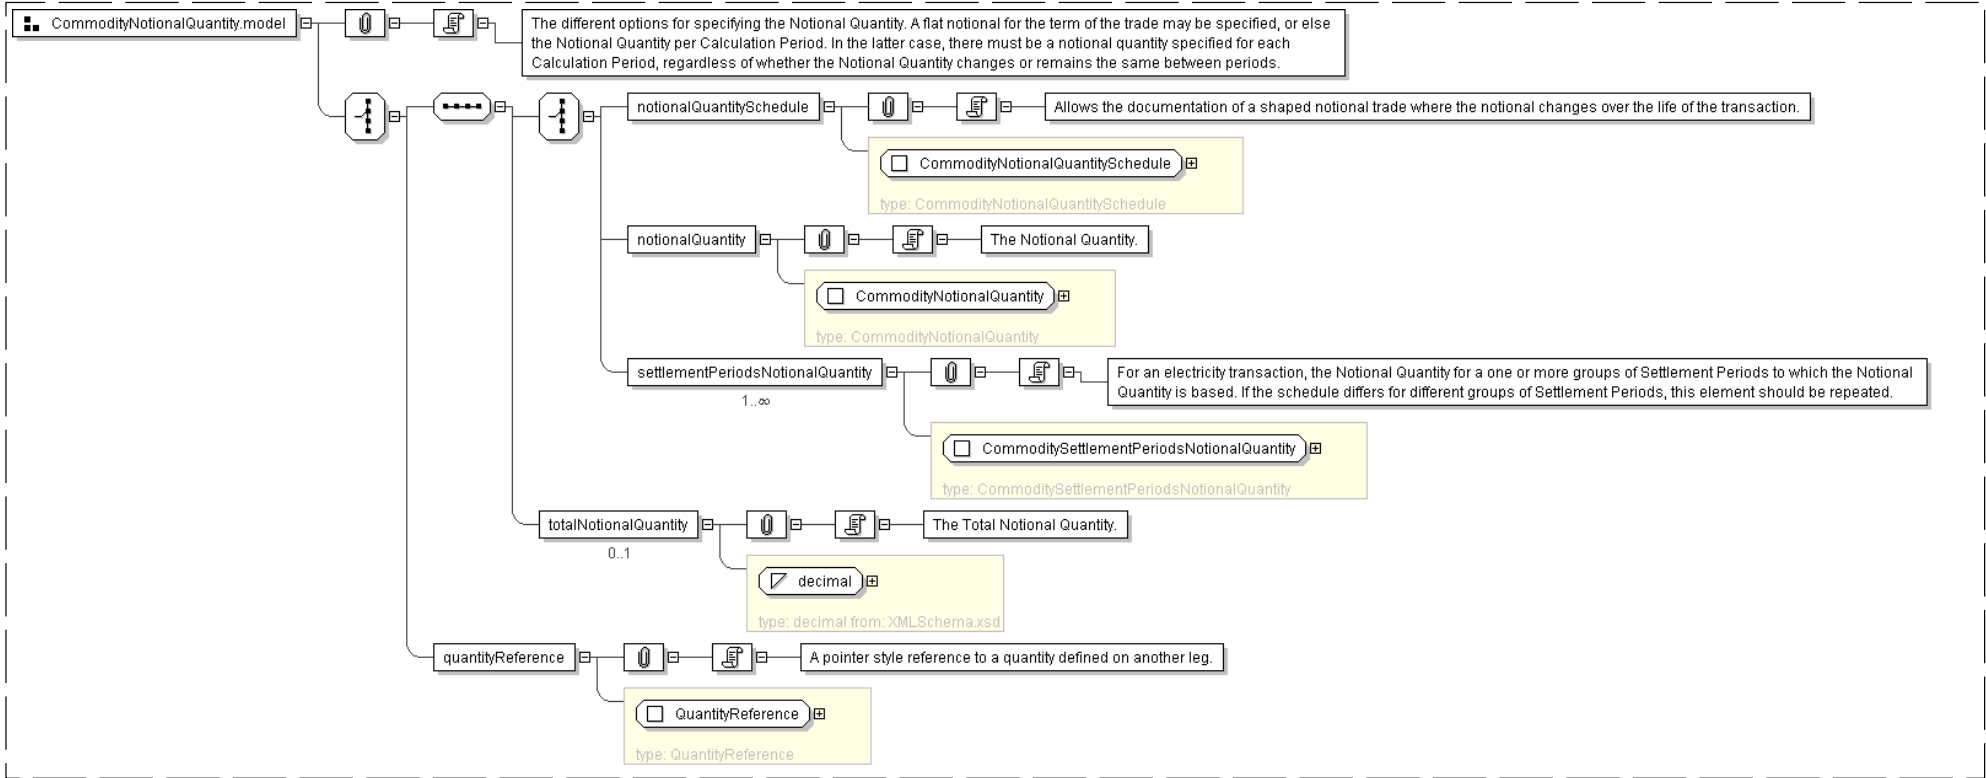 CommodityNotionalQuantity.model
The different options for specifying the Notional Quantity. A flat notional for the term of the trade may be specified, or else
the Notional Quantity per Calculation Period. In the latter case, there must be a notional quantity specified for each
Calculation Period, regardless of whether the Notional Quantity changes or remains the same between periods.
notionalQuantitySchedule
Allows the documentation of a shaped notional trade where the notional changes over the life of the transaction.
CommodityNotionalQuantitySchedule
type: CommodityNotionalQuantitySchedule
notionalQuantity
The Notional Quantity.
CommodityNotionalQuantity
type: CommodityNotionalQuantity
settlementPeriodsNotionalQuantity
1..∞
For an electricity transaction, the Notional Quantity for a one or more groups of Settlement Periods to which the Notional
Quantity is based. If the schedule differs for different groups of Settlement Periods, this element should be repeated.
CommoditySettlementPeriodsNotionalQuantity
type: CommoditySettlementPeriodsNotionalQuantity
totalNotionalQuantity
0..1
The Total Notional Quantity.
decimal
type: decimal from: XMLSchema.xsd
quantityReference
A pointer style reference to a quantity defined on another leg.
QuantityReference
type: QuantityReference